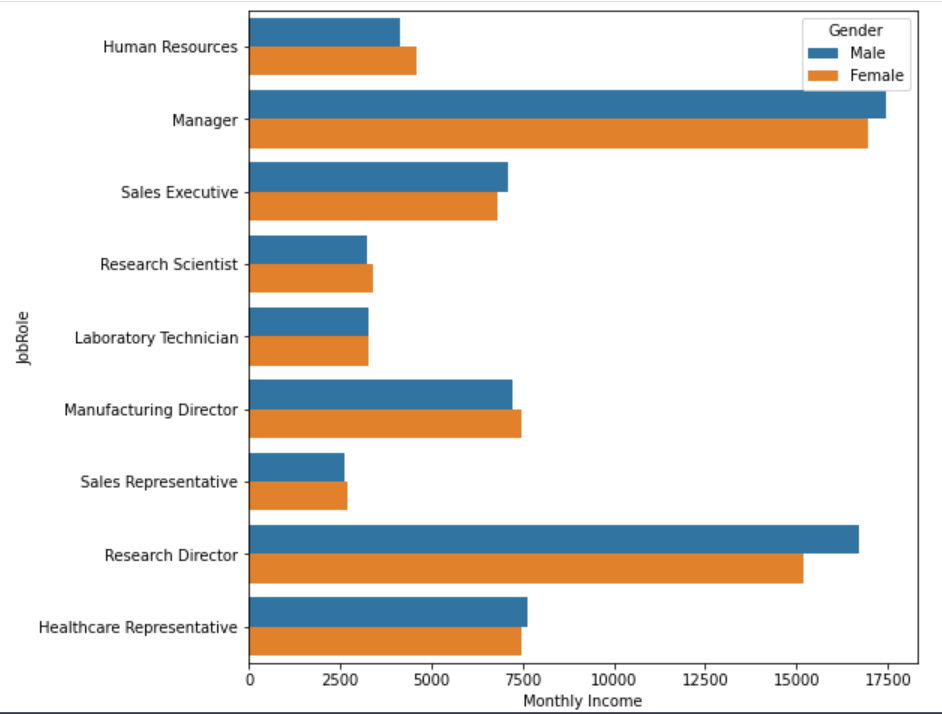 Gender
Male
Female
Human Resources
Manager
Sales Executive
Research Scientist
Laboratory Technician
Manufacturing Director
Sales Representative
Research Director
Healthcare Representative
JobRole
0 2500 5000 7500 10000 12500 15000 17500
Monthly Income